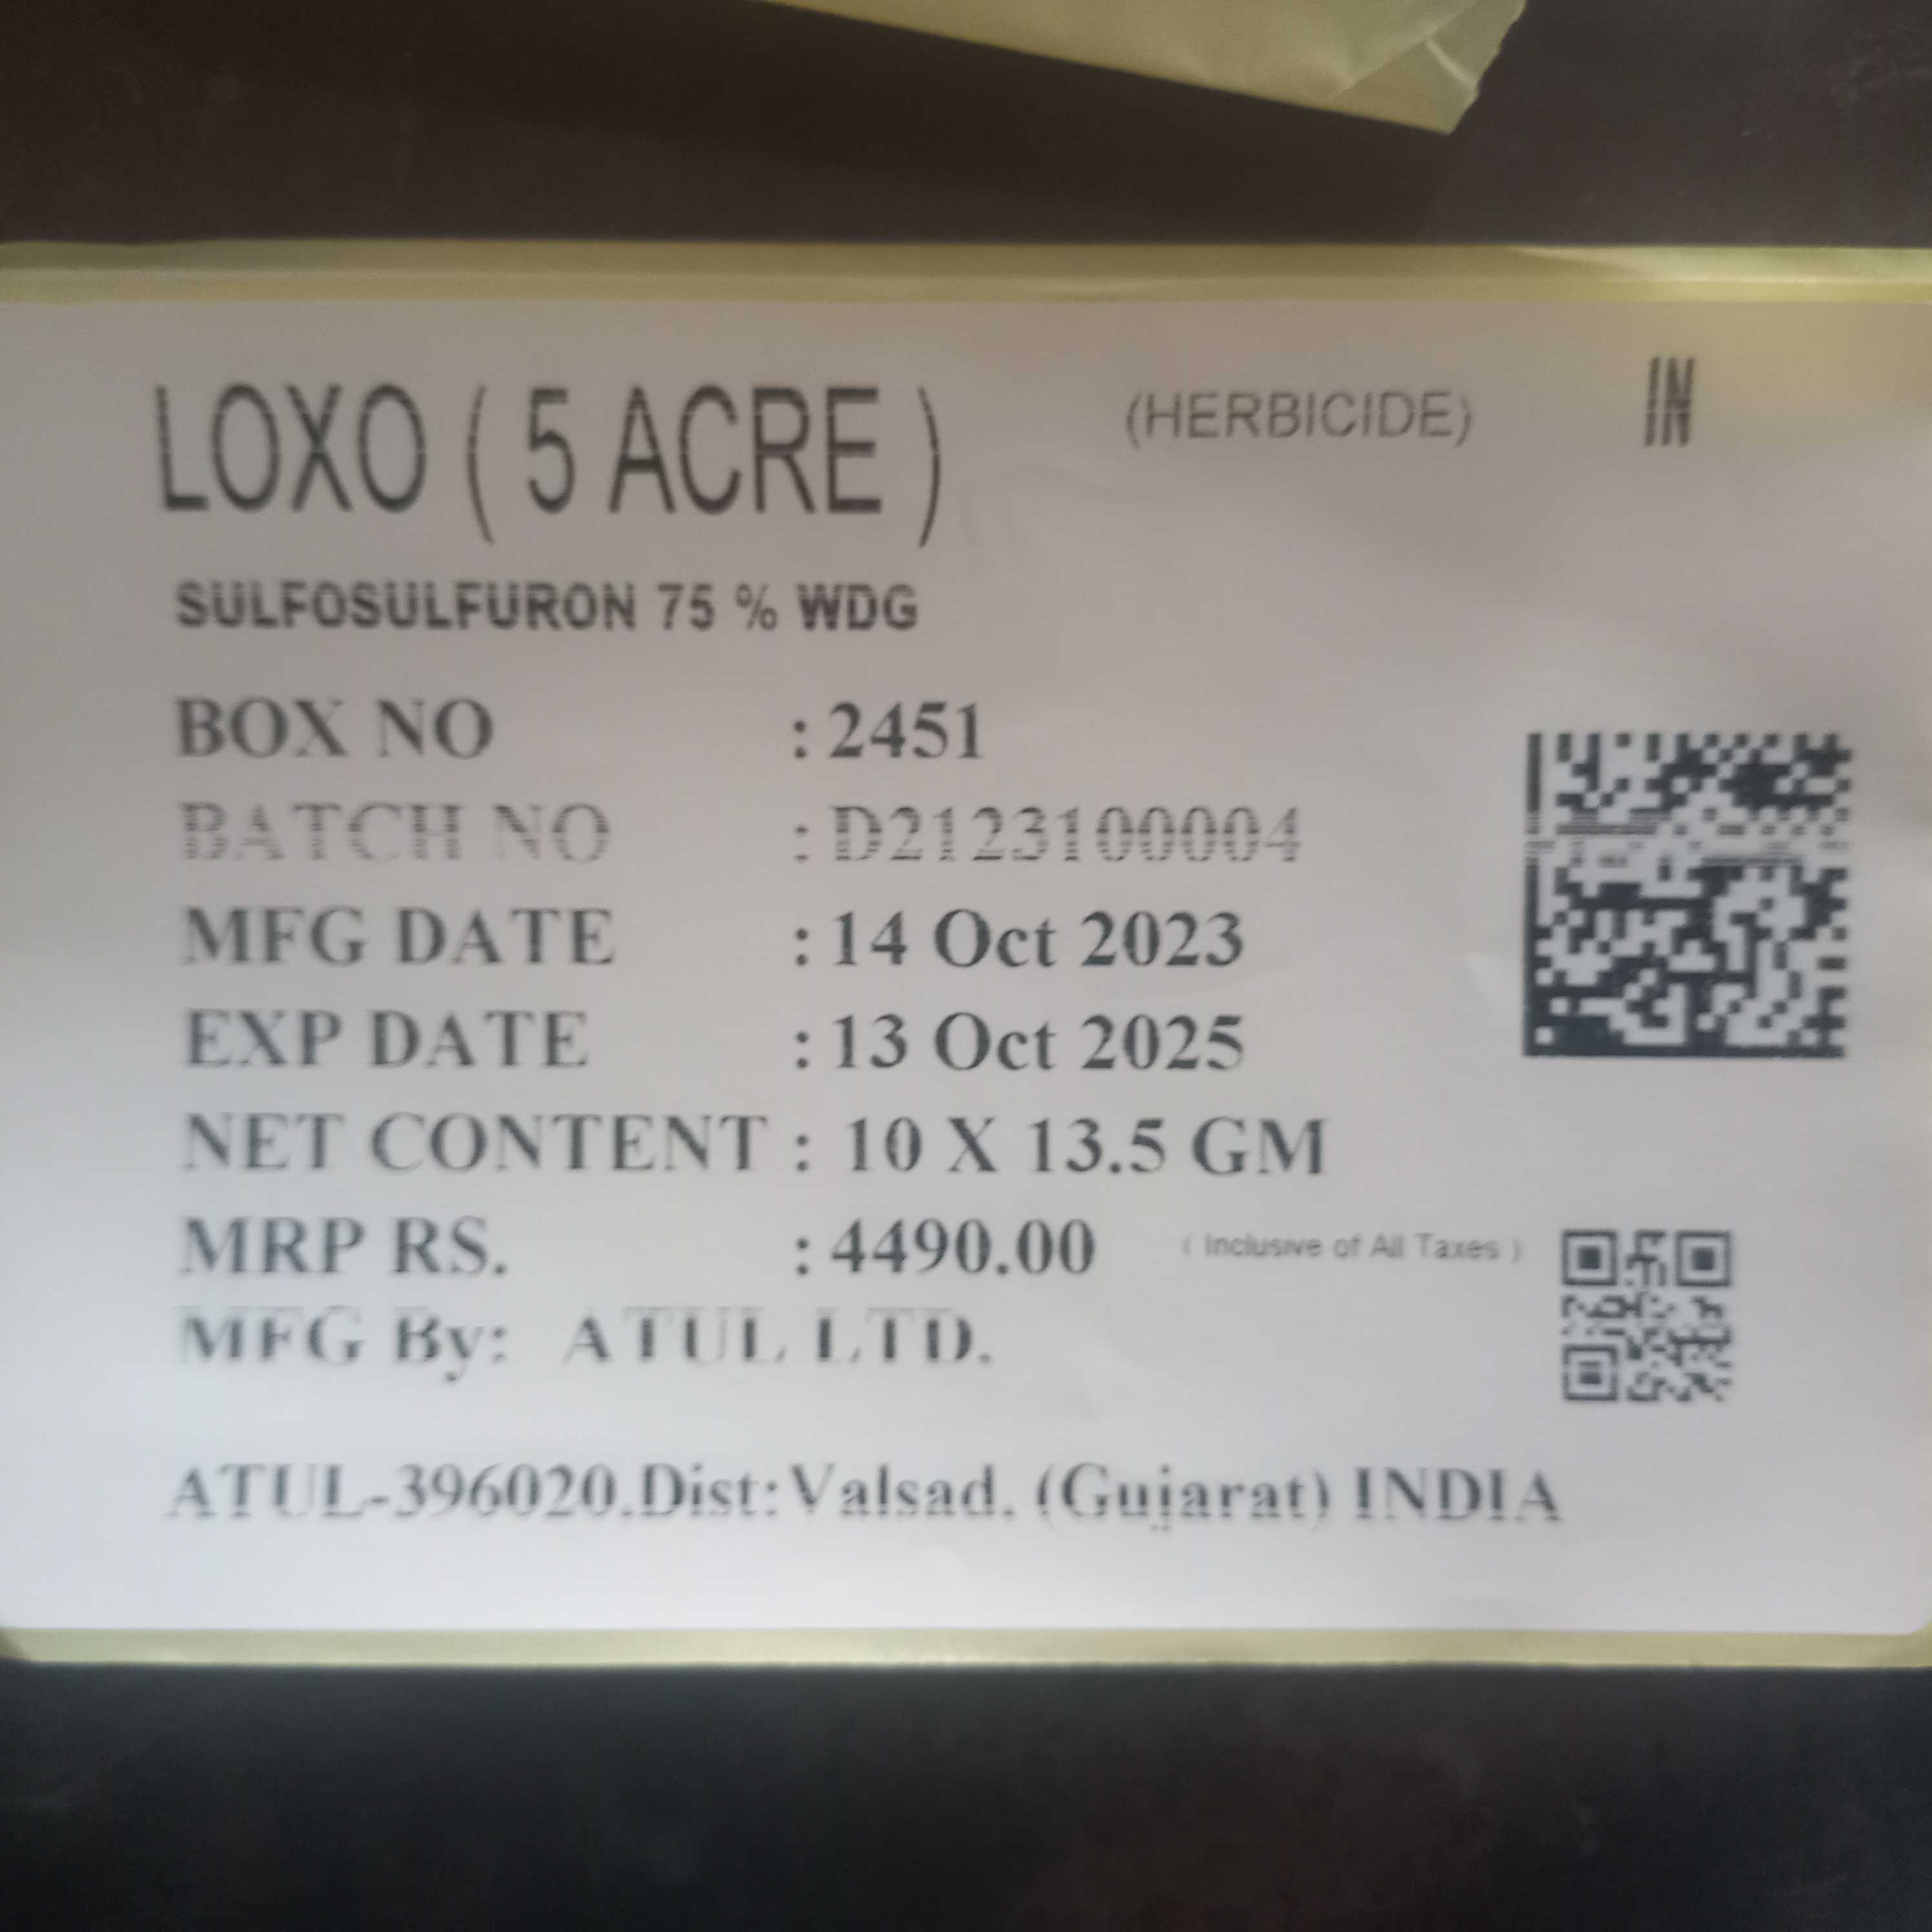 LOXO ( 5 ACRE ) (HERBICIDE) IN
SULFOSULFURON 75 % WDG
BOX NO : 2451
BATCH NO : D2123100004
MFG DATE : 14 Oct 2023
EXP DATE : 13 Oct 2025
NET CONTENT : 10 X 13.5 GM
MRP RS. : 4490.00 ( Inclusive of All Taxes )
MFG By: ATUL LTD.
ATUL-396020.Dist:Valsad. (Gujarat) INDIA